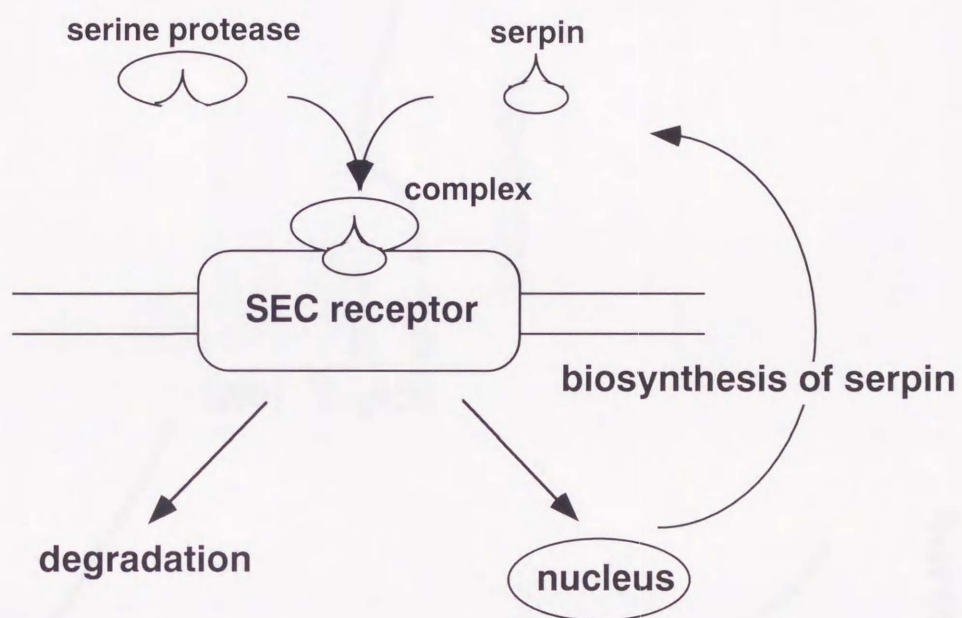 serine protease
serpin
complex
SEC receptor
biosynthesis of serpin
degradation
nucleus